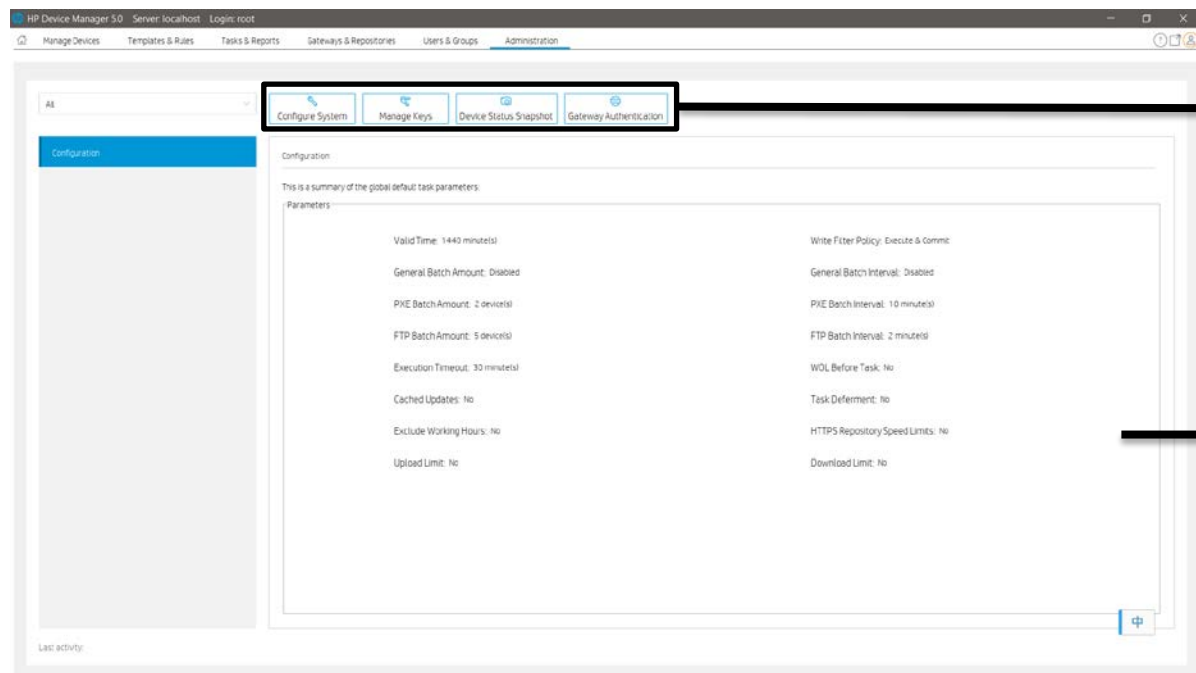 HP Device Manager 5.0 Server: localhost Login: root
Manage Devices Templates & Rules Tasks & Reports Gateways & Repositories Users & Groups Administration
All
Configure System Manage Keys Device Status Snapshot Gateway Authentication
Configuration
Configuration
This is a summary of the global default task parameters.
Parameters
Valid Time: 1440 minute(s) Write Filter Policy: Execute & Commit
General Batch Amount: Disabled General Batch Interval: Disabled
PXE Batch Amount: 2 device(s) PXE Batch Interval: 10 minute(s)
FTP Batch Amount: 5 device(s) FTP Batch Interval: 2 minute(s)
Execution Timeout: 30 minute(s) WOL Before Task: No
Cached Updates: No Task Deferment: No
Exclude Working Hours: No HTTPS Repository Speed Limits: No
Upload Limit: No Download Limit: No
中
Last activity: